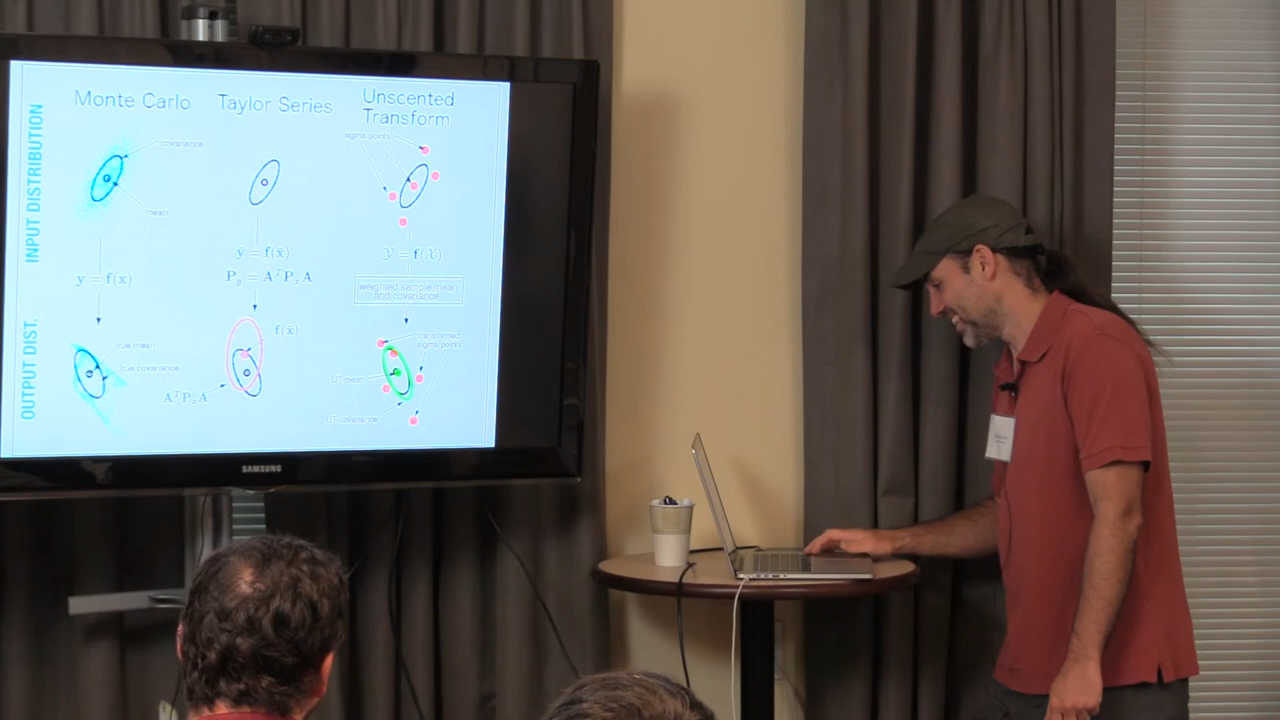 Monte Carlo
Taylor Series
Unscented
Transform
INPUT DISTRIBUTION
covariance
mean
sigma points
y = f(x)
ȳ = f(x̄)
P_y = A^T P_x A
𝒴 = f(𝒳)
weighted sample mean
and covariance
OUTPUT DIST.
true mean
true covariance
f(x̄)
A^T P_x A
transformed
sigma points
UT mean
UT covariance
SAMSUNG